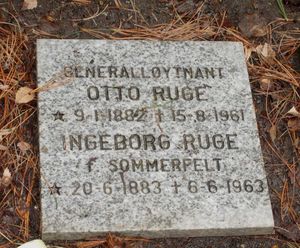 GENERALLØYTNANT
OTTO RUGE
★ 9-1-1882 † 15-8-1961
INGEBORG RUGE
F. SOMMERFELT
★ 20-6-1883 † 6-6-1963